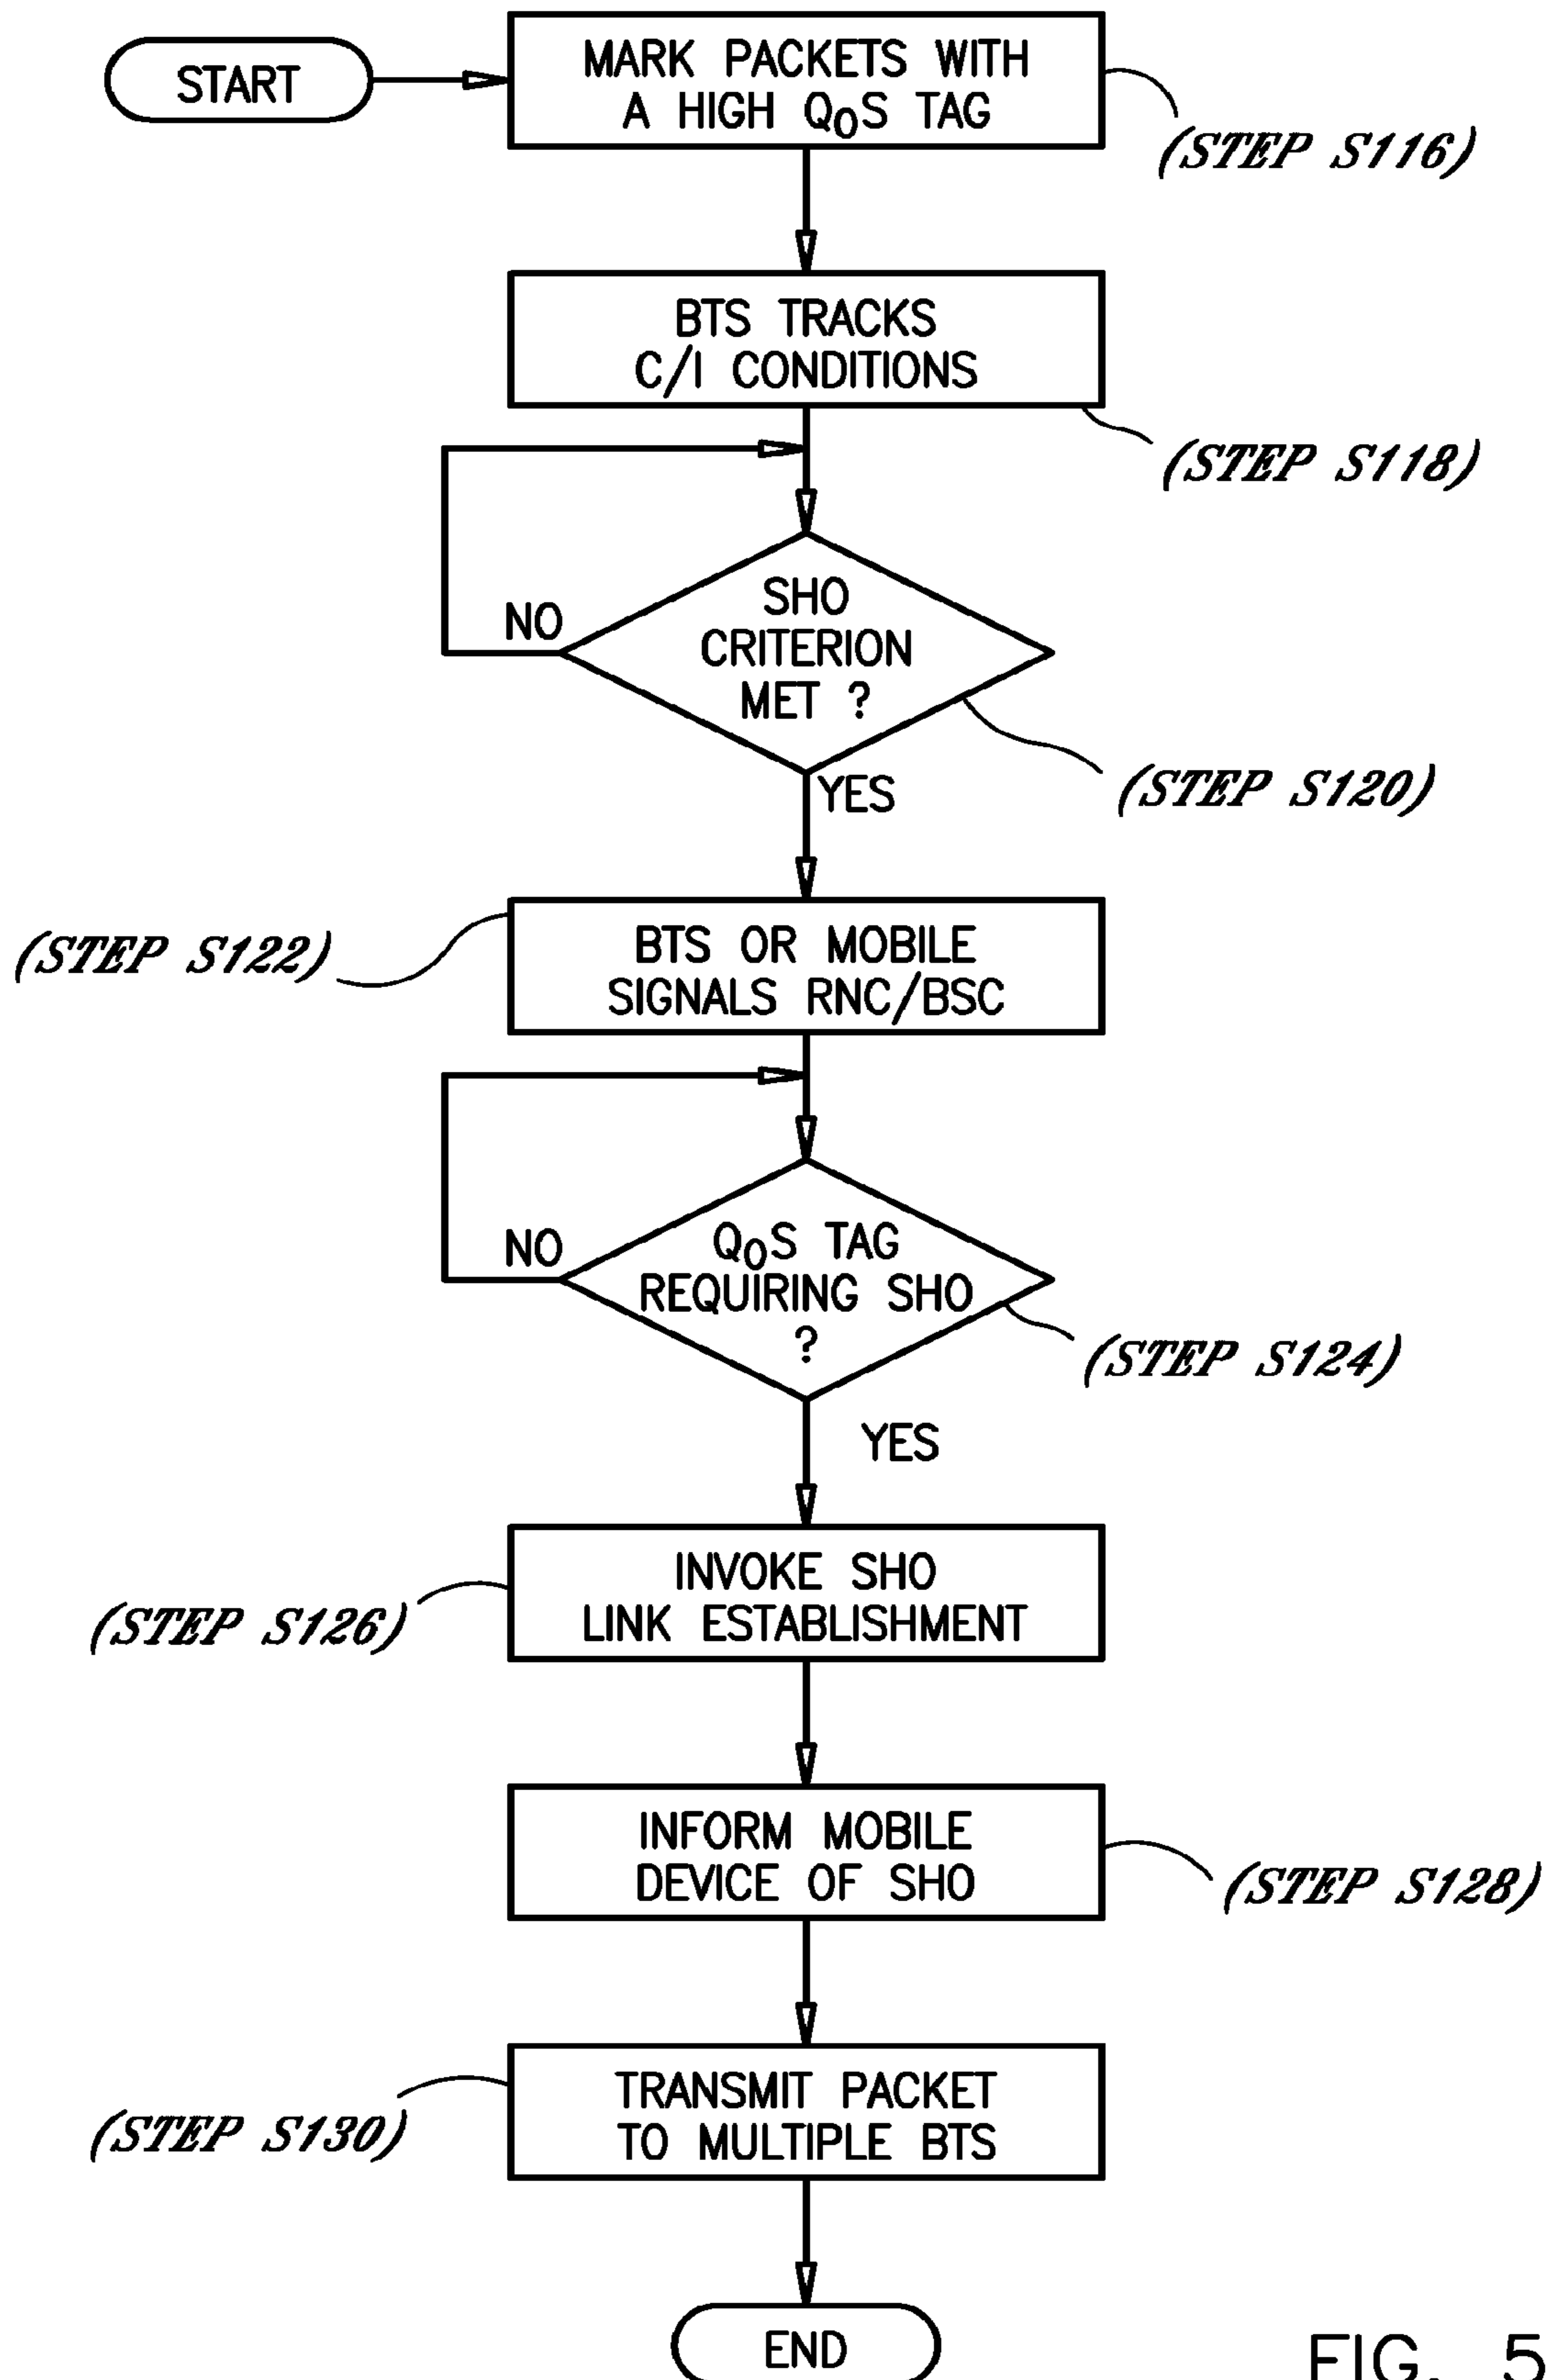 START
MARK PACKETS WITH
A HIGH QoS TAG
(STEP S116)
BTS TRACKS
C/I CONDITIONS
(STEP S118)
SHO
CRITERION
MET ?
NO
(STEP S120)
YES
(STEP S122)
BTS OR MOBILE
SIGNALS RNC/BSC
QoS TAG
REQUIRING SHO
?
NO
(STEP S124)
YES
INVOKE SHO
LINK ESTABLISHMENT
(STEP S126)
INFORM MOBILE
DEVICE OF SHO
(STEP S128)
TRANSMIT PACKET
TO MULTIPLE BTS
(STEP S130)
END
FIG. 5